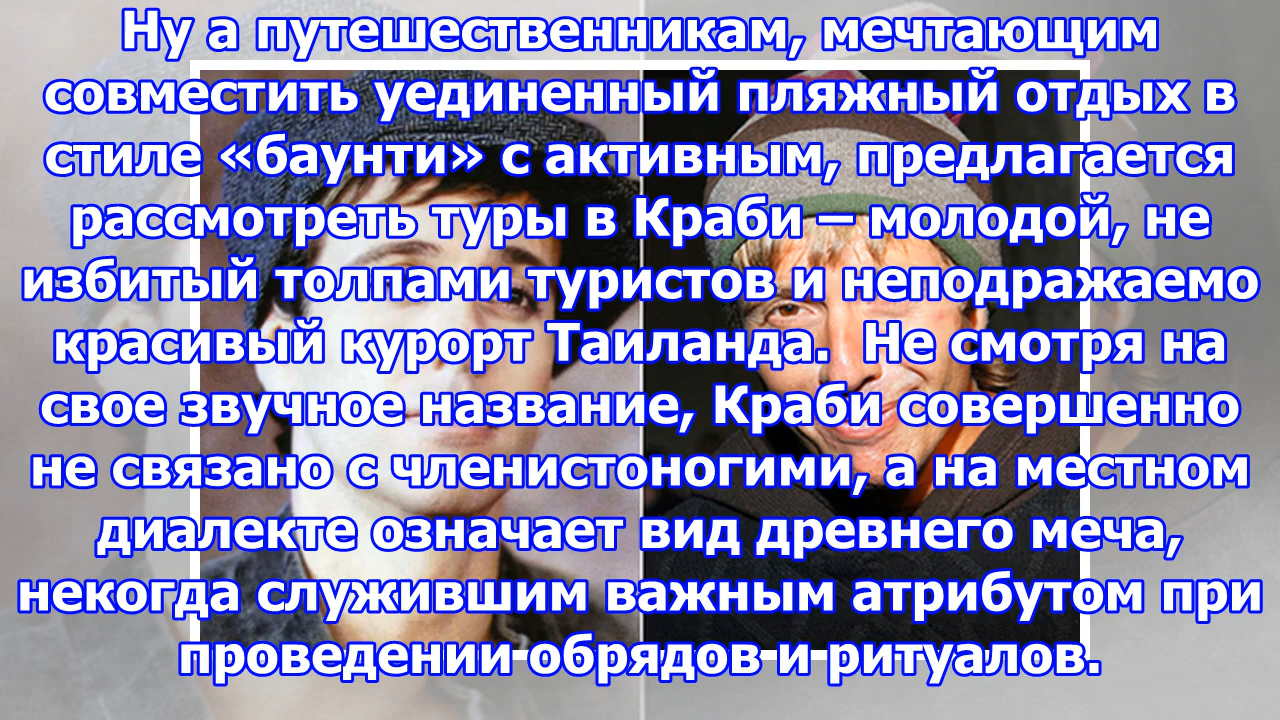 Ну а путешественникам, мечтающим
совместить уединенный пляжный отдых в
стиле «баунти» с активным, предлагается
рассмотреть туры в Краби – молодой, не
избитый толпами туристов и неподражаемо
красивый курорт Таиланда.  Не смотря на
свое звучное название, Краби совершенно
не связано с членистоногими, а на местном
диалекте означает вид древнего меча,
некогда служившим важным атрибутом при
проведении обрядов и ритуалов.